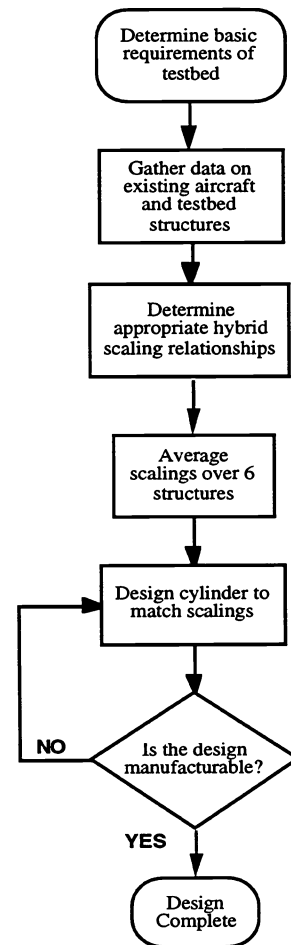 Determine basic
requirements of
testbed
Gather data on
existing aircraft
and testbed
structures
Determine
appropriate hybrid
scaling relationships
Average
scalings over 6
structures
Design cylinder to
match scalings
Is the design
manufacturable?
NO
YES
Design
Complete